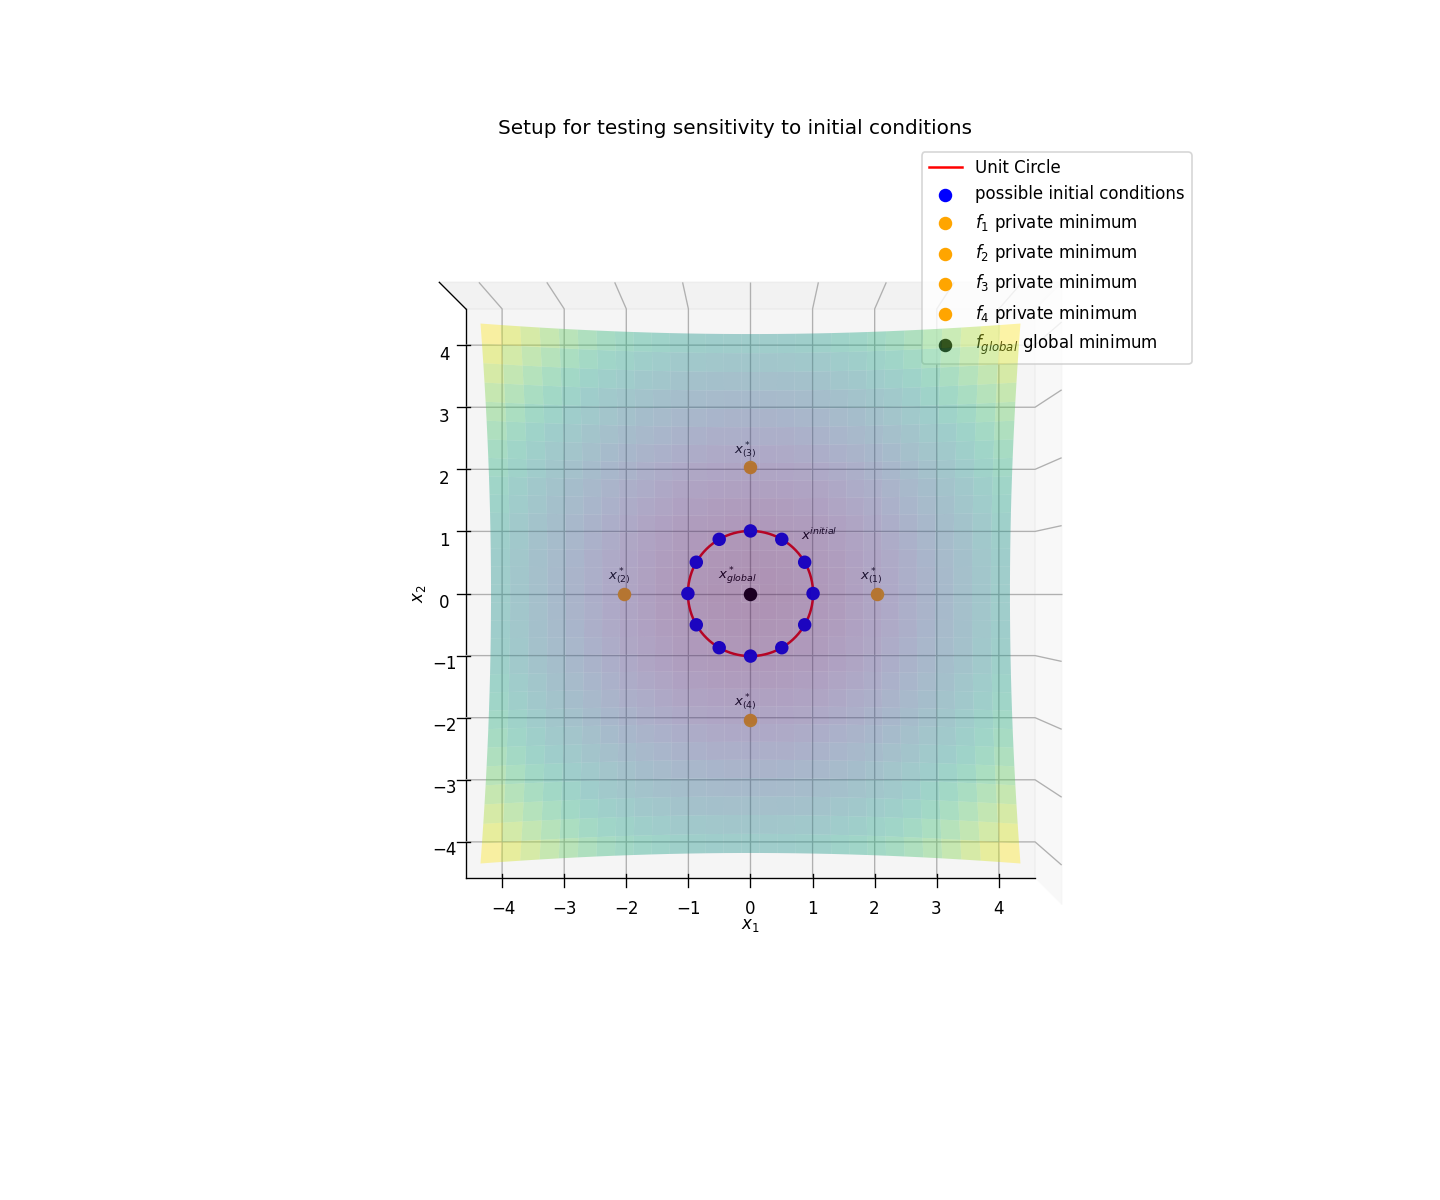 Setup for testing sensitivity to initial conditions
Unit Circle
possible initial conditions
f₁ private minimum
f₂ private minimum
f₃ private minimum
f₄ private minimum
f_global global minimum
4
3
2
1
0
−1
−2
−3
−4
x₂
x*₍₃₎
x^initial
x*₍₂₎
x*_global
x*₍₁₎
x*₍₄₎
−4 −3 −2 −1 0 1 2 3 4
x₁